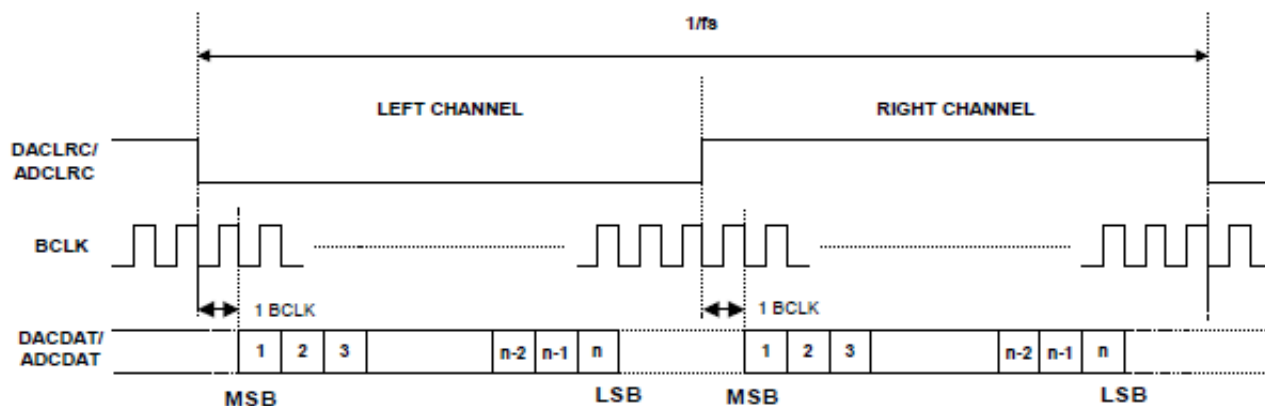 1/fs
LEFT CHANNEL
RIGHT CHANNEL
DACLRC/
ADCLRC
BCLK
1 BCLK
1 BCLK
DACDAT/
ADCDAT
1 2 3 n-2 n-1 n
1 2 3 n-2 n-1 n
MSB
LSB
MSB
LSB